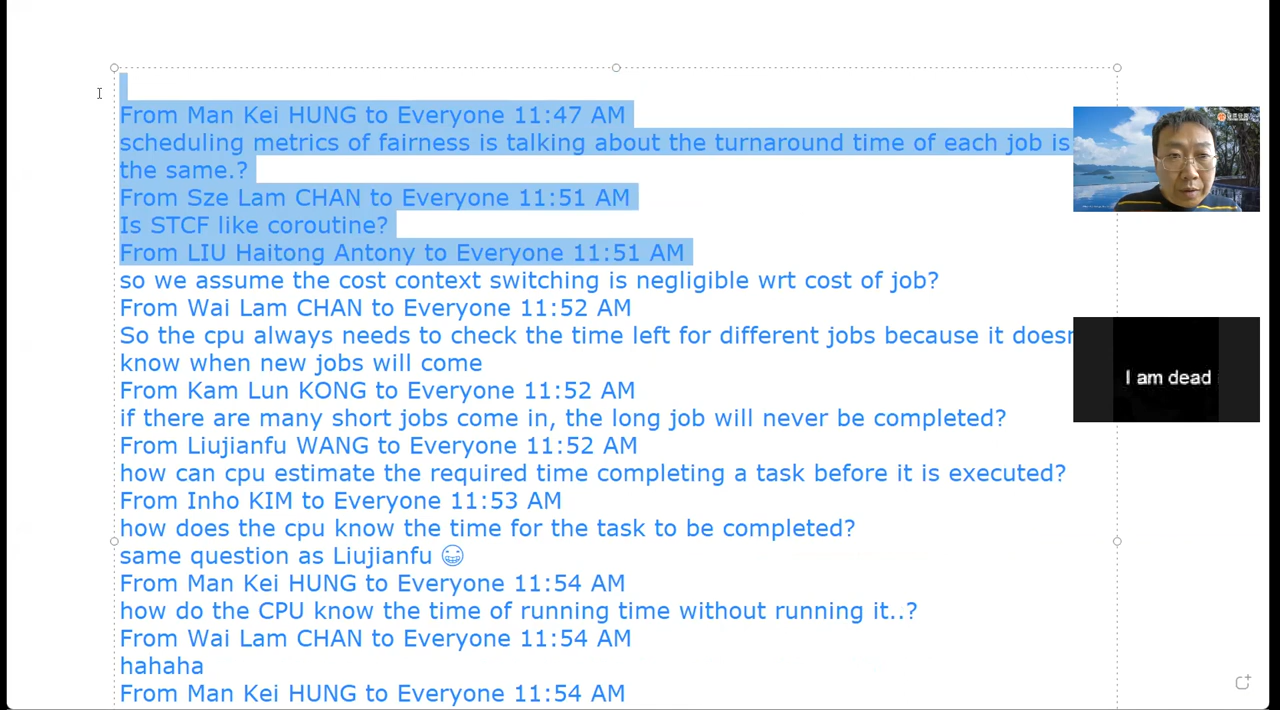 From Man Kei HUNG to Everyone 11:47 AM
scheduling metrics of fairness is talking about the turnaround time of each job is
the same.?
From Sze Lam CHAN to Everyone 11:51 AM
Is STCF like coroutine?
From LIU Haitong Antony to Everyone 11:51 AM
so we assume the cost context switching is negligible wrt cost of job?
From Wai Lam CHAN to Everyone 11:52 AM
So the cpu always needs to check the time left for different jobs because it doesn
know when new jobs will come
From Kam Lun KONG to Everyone 11:52 AM
if there are many short jobs come in, the long job will never be completed?
From Liujianfu WANG to Everyone 11:52 AM
how can cpu estimate the required time completing a task before it is executed?
From Inho KIM to Everyone 11:53 AM
how does the cpu know the time for the task to be completed?
same question as Liujianfu 😀
From Man Kei HUNG to Everyone 11:54 AM
how do the CPU know the time of running time without running it..?
From Wai Lam CHAN to Everyone 11:54 AM
hahaha
From Man Kei HUNG to Everyone 11:54 AM
I am dead